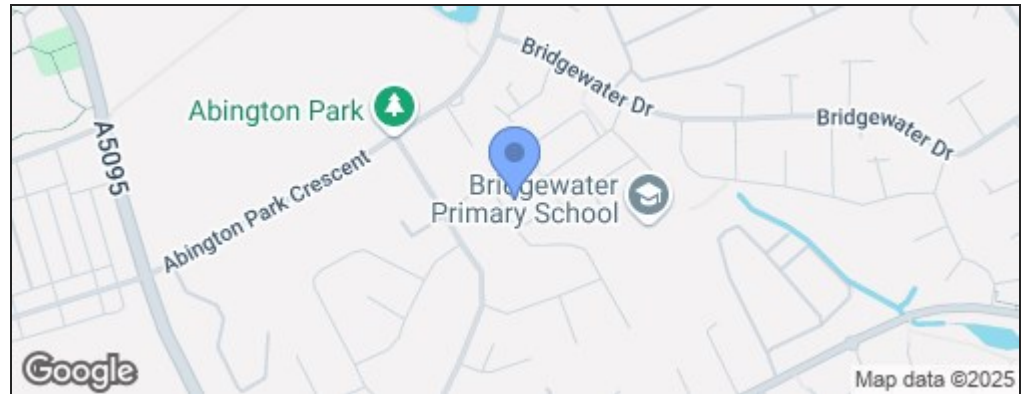 Bridgewater Dr
Abington Park
Bridgewater Dr
A5095
Abington Park Crescent
Bridgewater
Primary School
Google
Map data ©2025